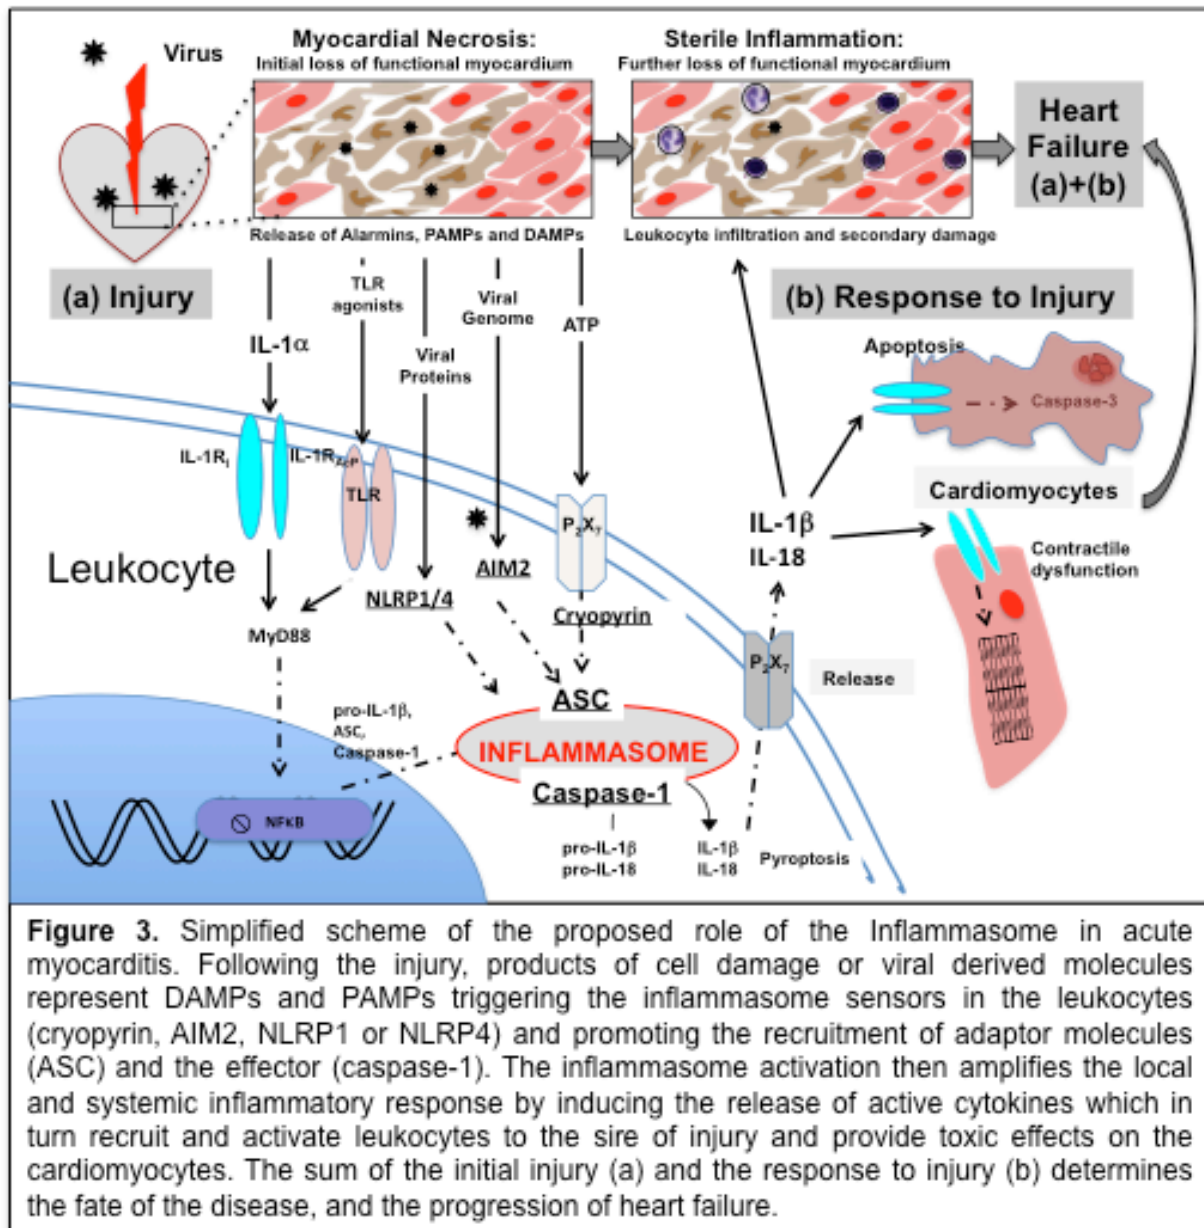 Virus
Myocardial Necrosis:
Initial loss of functional myocardium
Sterile Inflammation:
Further loss of functional myocardium
Heart
Failure
(a)+(b)
Release of Alarmins, PAMPs and DAMPs
Leukocyte infiltration and secondary damage
(a) Injury
(b) Response to Injury
IL-1α
TLR
agonists
Viral
Proteins
Viral
Genome
ATP
Apoptosis
Caspase-3
IL-1R₁
IL-1R_AcP
TLR
P₂X₇
Cardiomyocytes
Contractile
dysfunction
IL-1β
IL-18
Leukocyte
AIM2
NLRP1/4
Cryopyrin
MyD88
P₂X₇
Release
pro-IL-1β,
ASC,
Caspase-1
ASC
INFLAMMASOME
Caspase-1
NFκB
pro-IL-1β
pro-IL-18
IL-1β
IL-18
Pyroptosis
Figure 3. Simplified scheme of the proposed role of the Inflammasome in acute
myocarditis. Following the injury, products of cell damage or viral derived molecules
represent DAMPs and PAMPs triggering the inflammasome sensors in the leukocytes
(cryopyrin, AIM2, NLRP1 or NLRP4) and promoting the recruitment of adaptor molecules
(ASC) and the effector (caspase-1). The inflammasome activation then amplifies the local
and systemic inflammatory response by inducing the release of active cytokines which in
turn recruit and activate leukocytes to the sire of injury and provide toxic effects on the
cardiomyocytes. The sum of the initial injury (a) and the response to injury (b) determines
the fate of the disease, and the progression of heart failure.